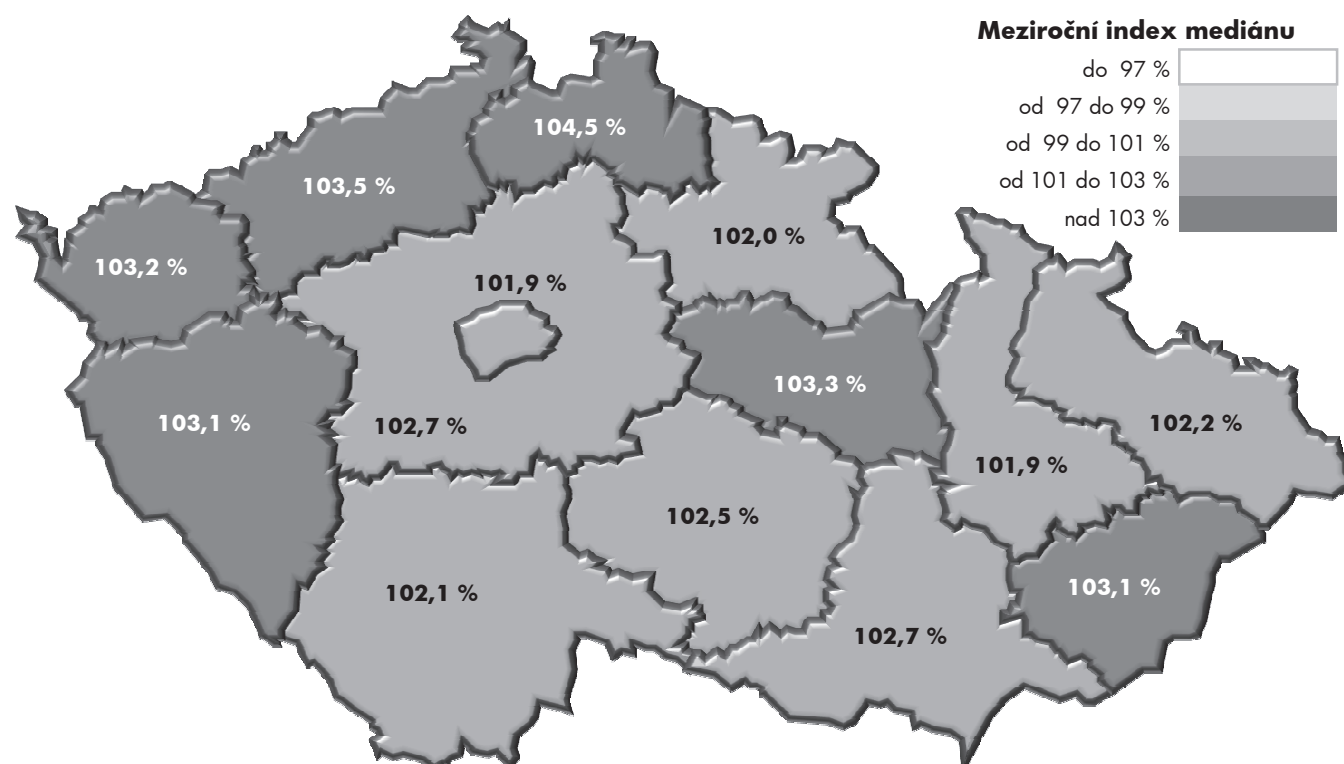 Meziroční index mediánu
do 97 %
od 97 do 99 %
od 99 do 101 %
od 101 do 103 %
nad 103 %
104,5 %
103,5 %
102,0 %
103,2 %
101,9 %
103,3 %
103,1 %
102,7 %
102,2 %
101,9 %
102,5 %
102,1 %
103,1 %
102,7 %